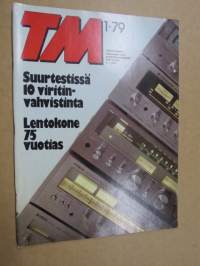 TM
1·79
Suurtestissä
10 viritin-
vahvistinta
Lentokone
75
vuotias